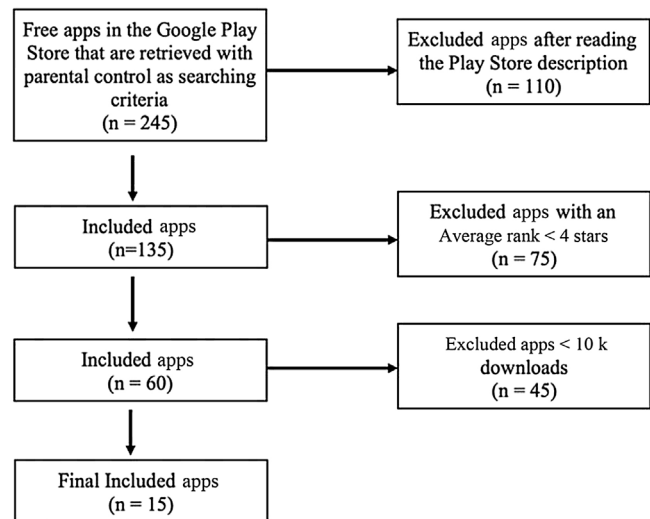 Free apps in the Google Play
Store that are retrieved with
parental control as searching
criteria
(n = 245)
Excluded apps after reading
the Play Store description
(n = 110)
Included apps
(n=135)
Excluded apps with an
Average rank < 4 stars
(n = 75)
Included apps
(n = 60)
Excluded apps < 10 k
downloads
(n = 45)
Final Included apps
(n = 15)